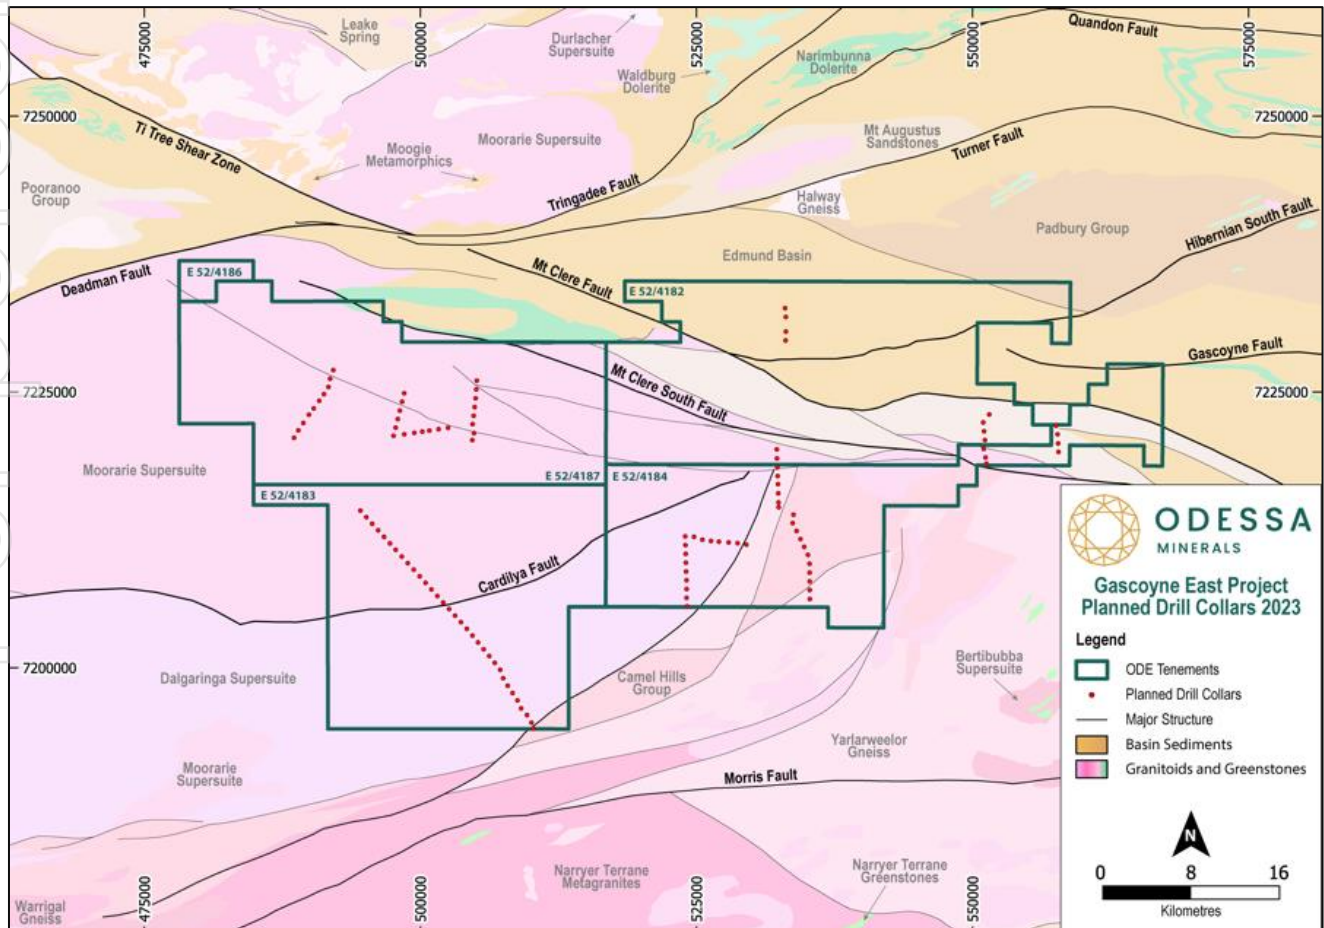 475000
500000
525000
550000
575000
Leake
Spring
Durlacher
Supersuite
Quandon Fault
Waldburg
Dolerite
Narimbunna
Dolerite
7250000
7250000
Ti Tree Shear Zone
Moogie
Metamorphics
Moorarie Supersuite
Mt Augustus
Sandstones
Turner Fault
Pooranoo
Group
Tringadee Fault
Halway
Gneiss
Padbury Group
Hibernian South Fault
Edmund Basin
Deadman Fault
E 52/4186
Mt Clere Fault
E 52/4182
Gascoyne Fault
7225000
7225000
Mt Clere South Fault
Moorarie Supersuite
E 52/4187
E 52/4184
E 52/4183
Cardilya Fault
7200000
Dalgaringa Supersuite
Camel Hills
Group
Bertibubba
Supersuite
Yarlarweelor
Gneiss
Moorarie
Supersuite
Morris Fault
Narryer Terrane
Metagranites
Narryer Terrane
Greenstones
Warrigal
Gneiss
475000
500000
525000
550000
ODESSA
MINERALS
Gascoyne East Project
Planned Drill Collars 2023
Legend
ODE Tenements
Planned Drill Collars
Major Structure
Basin Sediments
Granitoids and Greenstones
N
0 8 16
Kilometres